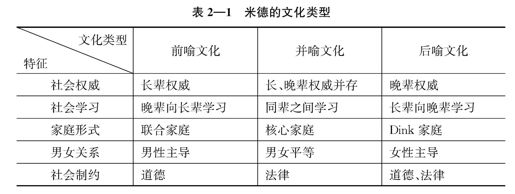 表 2—1 米德的文化类型
文化类型
特征 前喻文化 并喻文化 后喻文化
社会权威 长辈权威 长、晚辈权威并存 晚辈权威
社会学习 晚辈向长辈学习 同辈之间学习 长辈向晚辈学习
家庭形式 联合家庭 核心家庭 Dink 家庭
男女关系 男性主导 男女平等 女性主导
社会制约 道德 法律 道德、法律